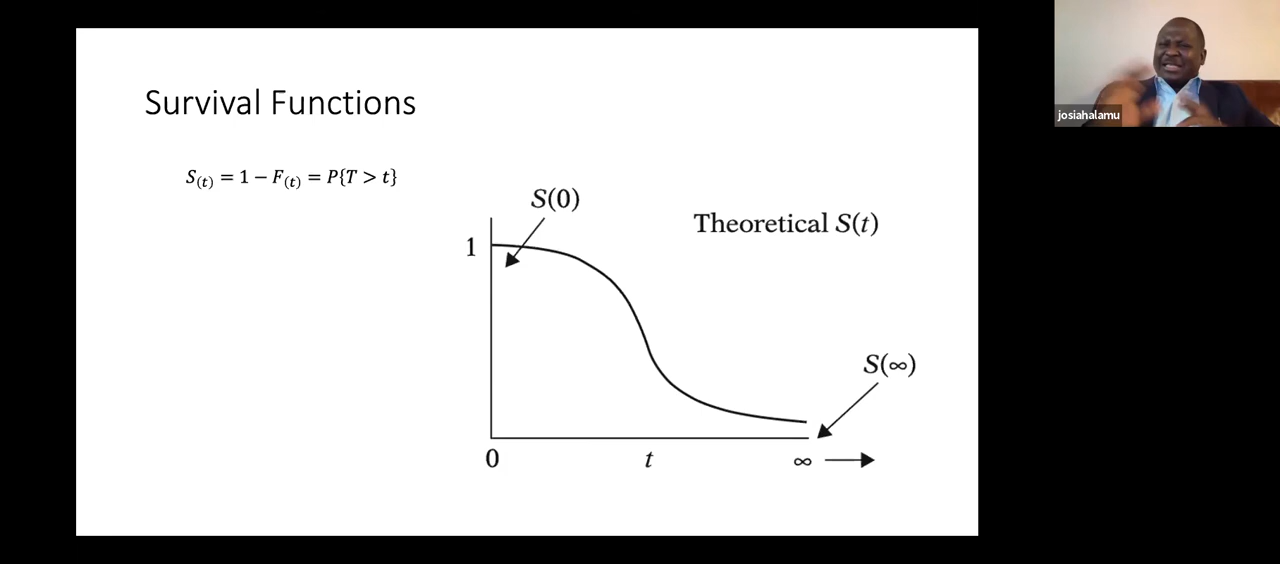 Survival Functions
S(t) = 1 − F(t) = P{T > t}
S(0)
Theoretical S(t)
1
S(∞)
0
t
∞
josiahalamu